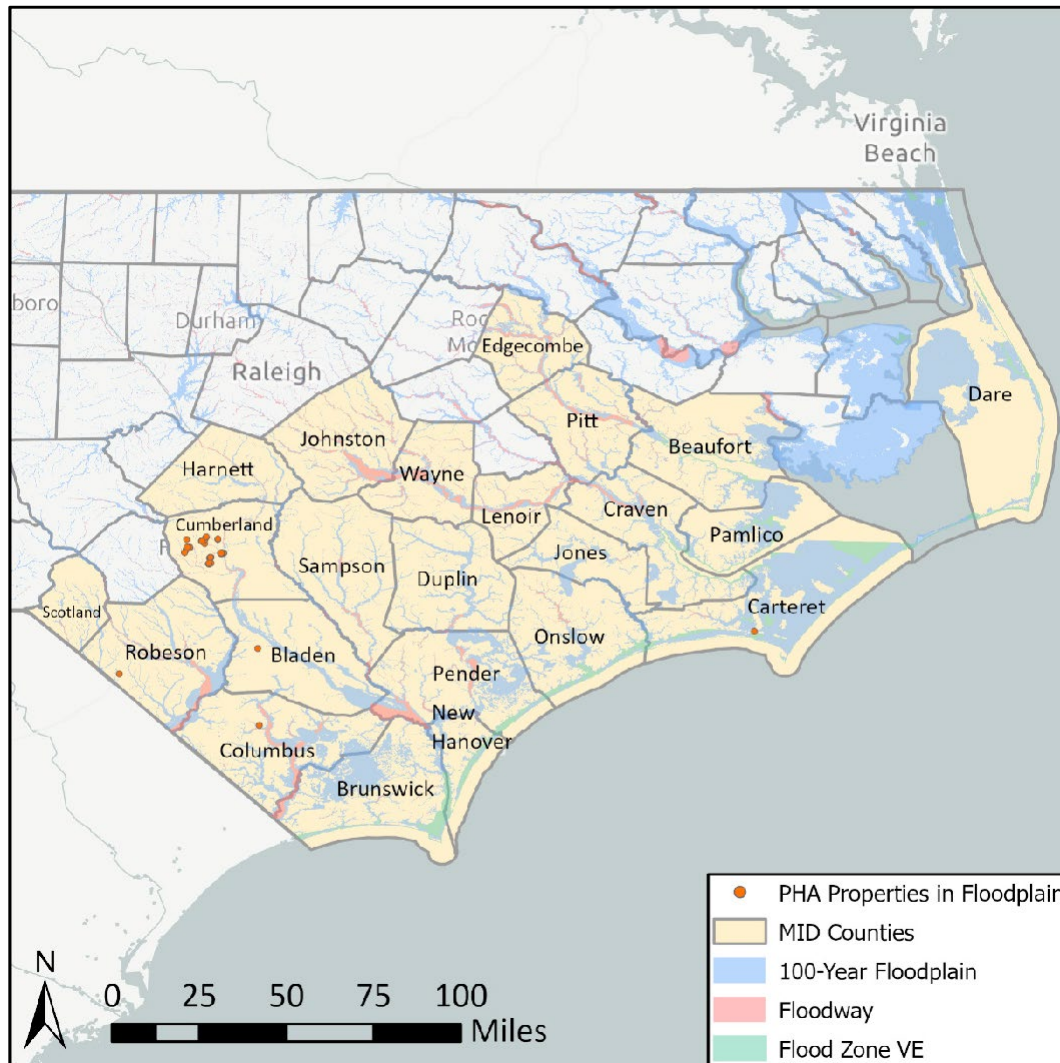 Virginia
Beach
boro
Durham
Roc
Mo
Edgecombe
Raleigh
Dare
Johnston
Pitt
Beaufort
Harnett
Wayne
Cumberland
Lenoir
Craven
F
Pamlico
Jones
Sampson
Duplin
Scotland
Carteret
Onslow
Robeson
Bladen
Pender
New
Hanover
Columbus
Brunswick
PHA Properties in Floodplain
MID Counties
100-Year Floodplain
Floodway
Flood Zone VE
N
0 25 50 75 100
Miles